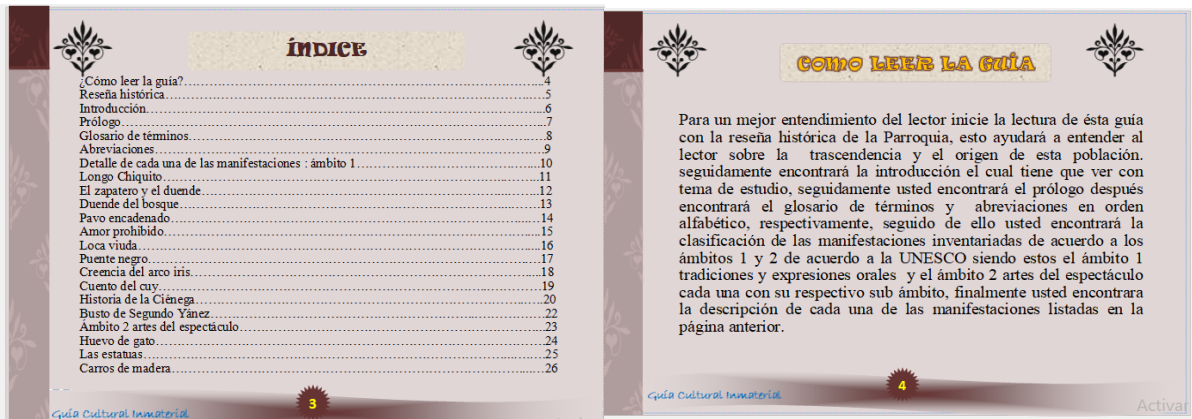 ÍNDICE
¿Cómo leer la guía?.....................4
Reseña histórica.....................5
Introducción.....................6
Prólogo.....................7
Glosario de términos.....................8
Abreviaciones.....................9
Detalle de cada una de las manifestaciones : ámbito 1.....................10
Longo Chiquito.....................11
El zapatero y el duende.....................12
Duende del bosque.....................13
Pavo encadenado.....................14
Amor prohibido.....................15
Loca viuda.....................16
Puente negro.....................17
Creencia del arco iris.....................18
Cuento del cuy.....................19
Historia de la Ciénega.....................20
Busto de Segundo Yánez.....................22
Ámbito 2 artes del espectáculo.....................23
Huevo de gato.....................24
Las estatuas.....................25
Carros de madera.....................26
Guía Cultural Inmaterial
3
COMO LEER LA GUÍA
Para un mejor entendimiento del lector inicie la lectura de ésta guía
con la reseña histórica de la Parroquia, esto ayudará a entender al
lector sobre la trascendencia y el origen de esta población.
seguidamente encontrará la introducción el cual tiene que ver con
tema de estudio, seguidamente usted encontrará el prólogo después
encontrará el glosario de términos y abreviaciones en orden
alfabético, respectivamente, seguido de ello usted encontrará la
clasificación de las manifestaciones inventariadas de acuerdo a los
ámbitos 1 y 2 de acuerdo a la UNESCO siendo estos el ámbito 1
tradiciones y expresiones orales y el ámbito 2 artes del espectáculo
cada una con su respectivo sub ámbito, finalmente usted encontrara
la descripción de cada una de las manifestaciones listadas en la
página anterior.
Guía Cultural Inmaterial
4
Activar